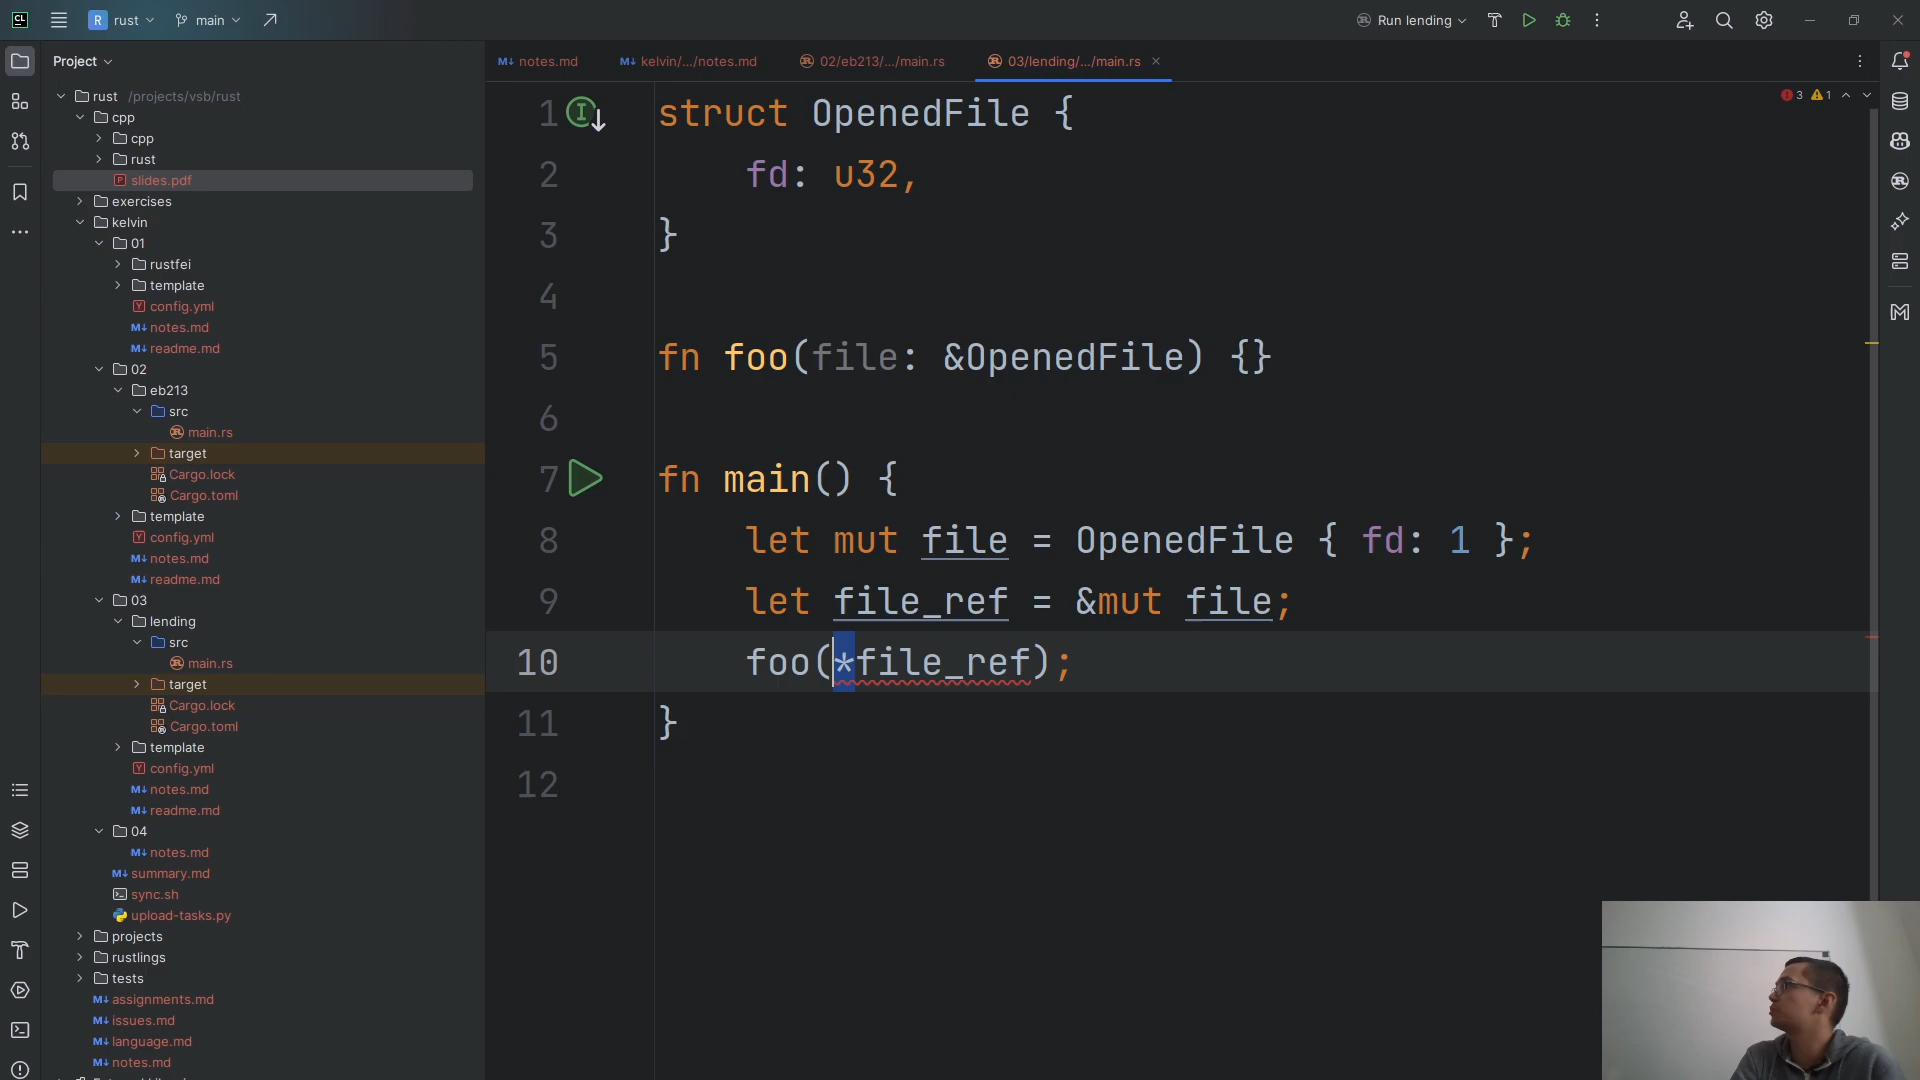 CL
R rust
main
Run lending
Project
notes.md
kelvin/.../notes.md
02/eb213/.../main.rs
03/lending/.../main.rs
3
1
rust /projects/vsb/rust
cpp
cpp
rust
slides.pdf
exercises
kelvin
01
rustfei
template
config.yml
notes.md
readme.md
02
eb213
src
main.rs
target
Cargo.lock
Cargo.toml
template
config.yml
notes.md
readme.md
03
lending
src
main.rs
target
Cargo.lock
Cargo.toml
template
config.yml
notes.md
readme.md
04
notes.md
summary.md
sync.sh
upload-tasks.py
projects
rustlings
tests
assignments.md
issues.md
language.md
notes.md
1 struct OpenedFile {
2 fd: u32,
3 }
4
5 fn foo(file: &OpenedFile) {}
6
7 fn main() {
8 let mut file = OpenedFile { fd: 1 };
9 let file_ref = &mut file;
10 foo(*file_ref);
11 }
12